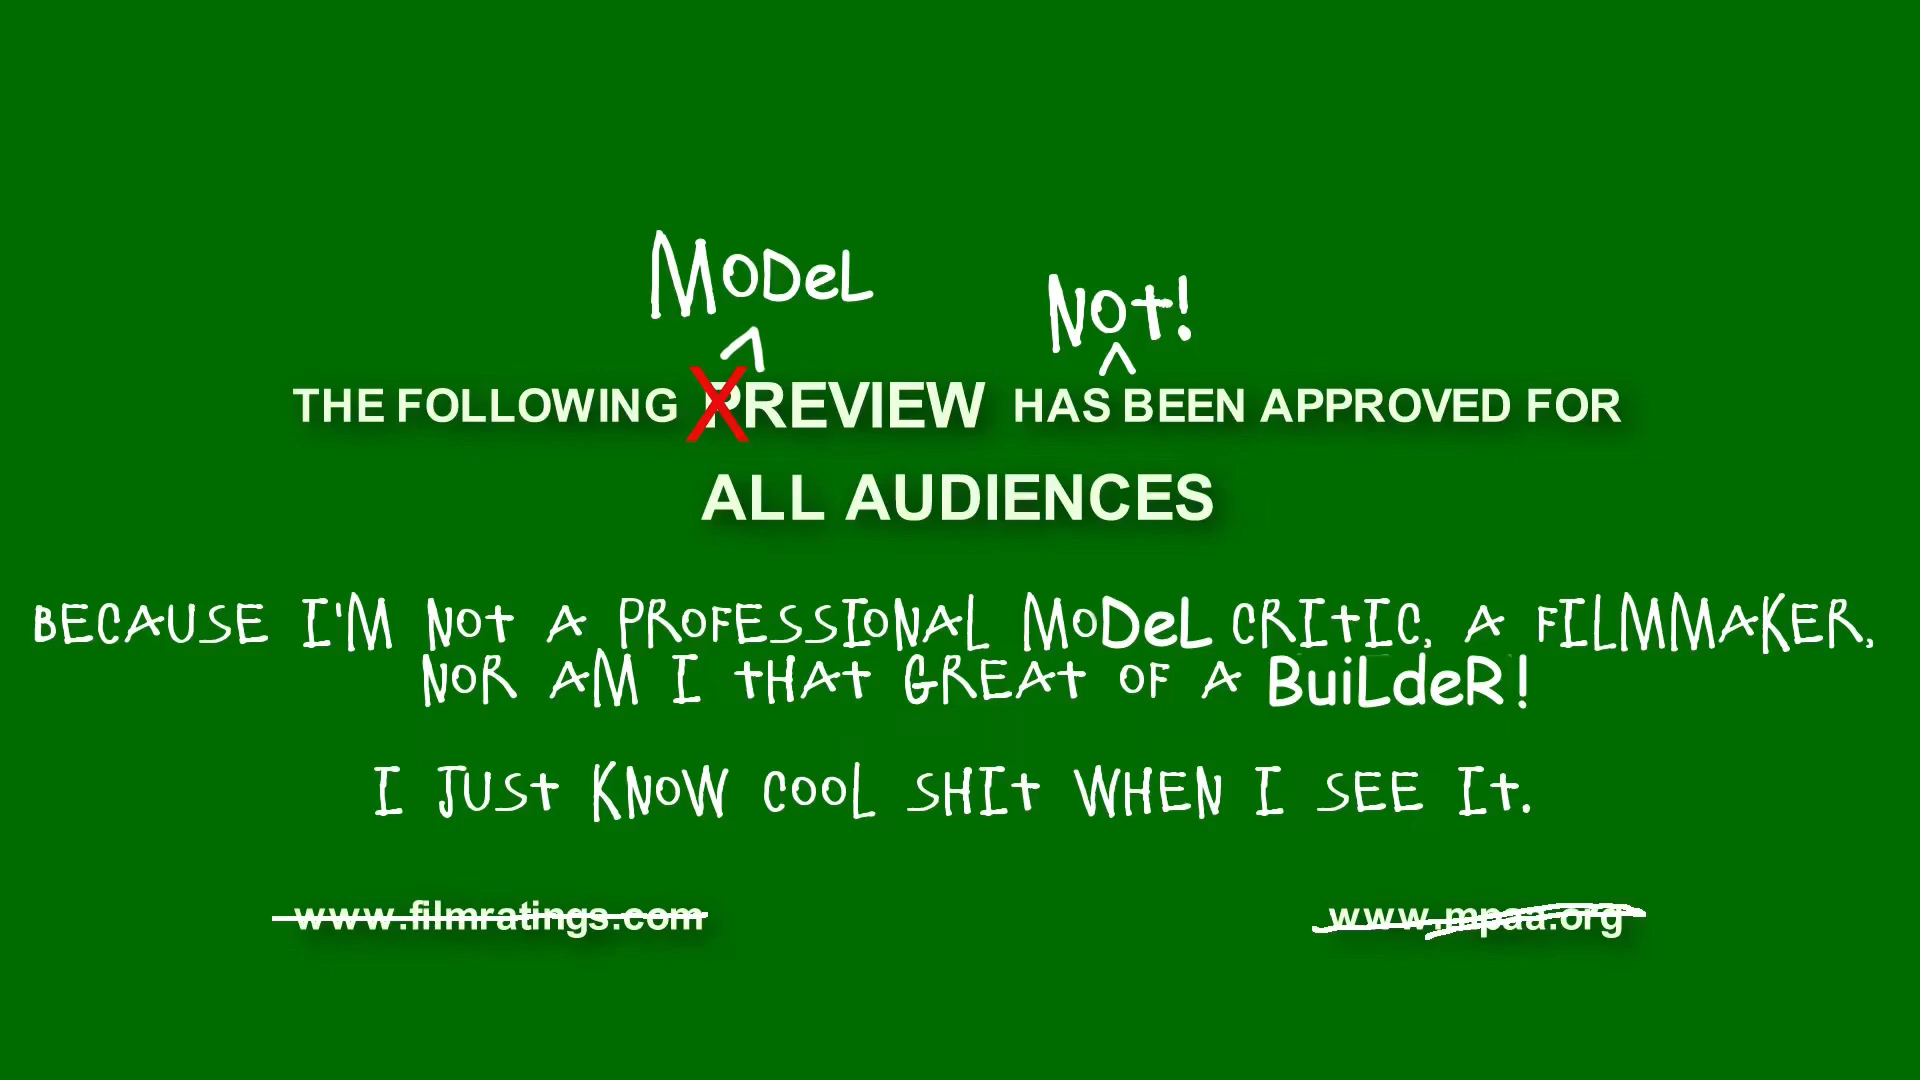 MoDeL NOt!
^ ^
THE FOLLOWING PREVIEW HAS BEEN APPROVED FOR
ALL AUDIENCES
BECAUSE I'M NOt A PROFESSIONAL MODeL CRITIC, A FILMMAKER,
NOR AM I tHAt GREAt OF A BuiLdeR!
I JUSt KNOW COOL SHIt WHEN I SEE It.
www.filmratings.com www.mpaa.org